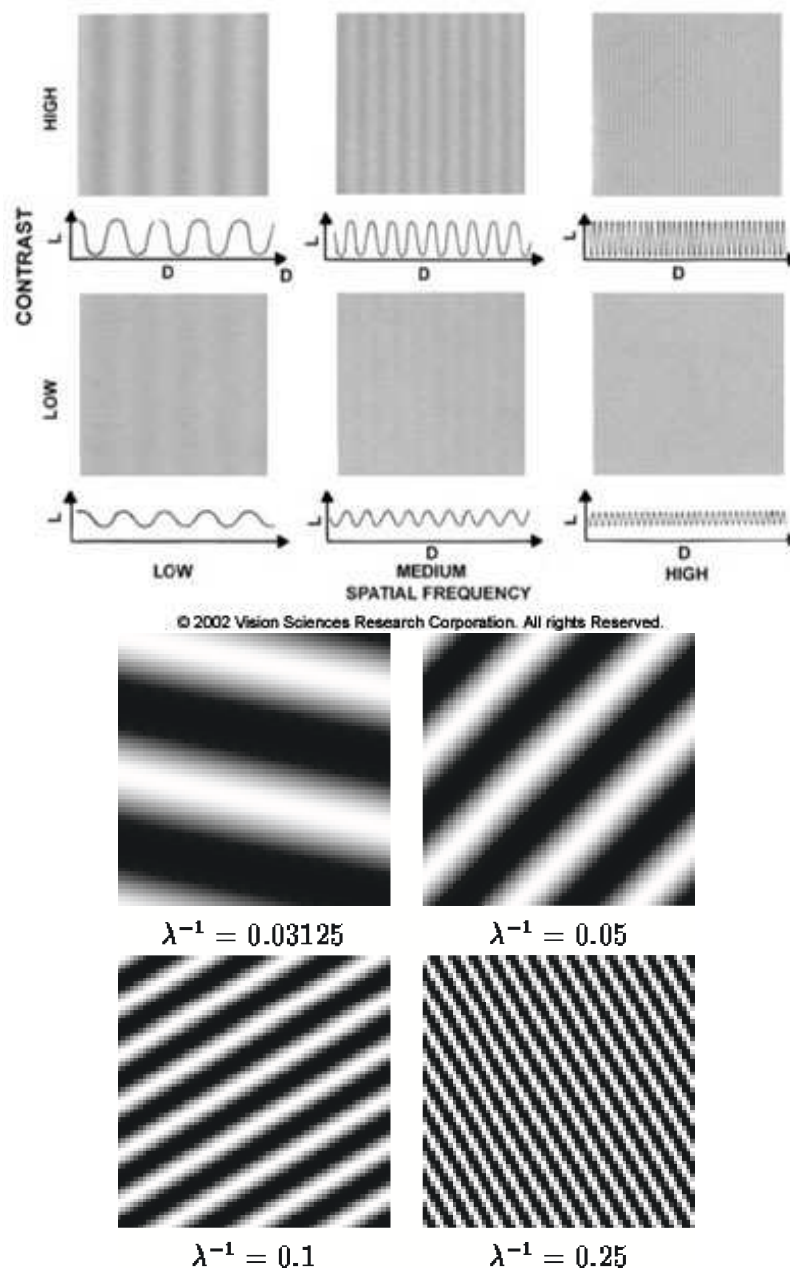 HIGH
CONTRAST
L
D
D
L
D
L
D
LOW
L
L
D
L
D
LOW
MEDIUM
HIGH
SPATIAL FREQUENCY
© 2002 Vision Sciences Research Corporation. All rights Reserved.
λ⁻¹ = 0.03125
λ⁻¹ = 0.05
λ⁻¹ = 0.1
λ⁻¹ = 0.25